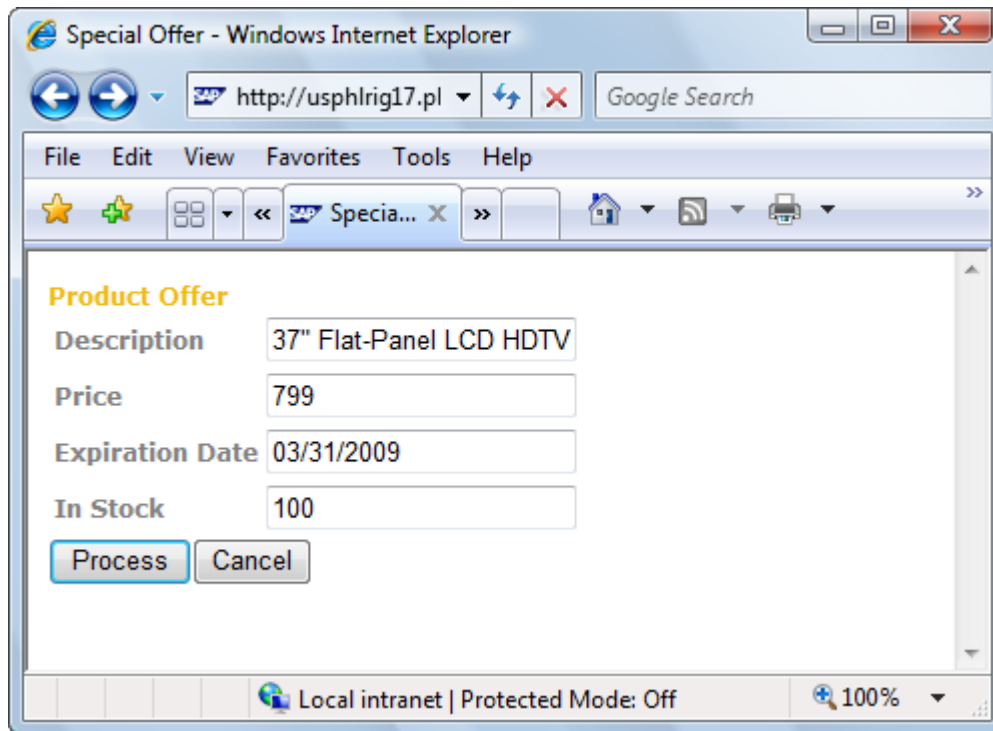 Special Offer - Windows Internet Explorer
SAP http://usphlrig17.pl Google Search
File Edit View Favorites Tools Help
« SAP Specia... X » »
Product Offer
Description 37" Flat-Panel LCD HDTV
Price 799
Expiration Date 03/31/2009
In Stock 100
Process Cancel
Local intranet | Protected Mode: Off 100%